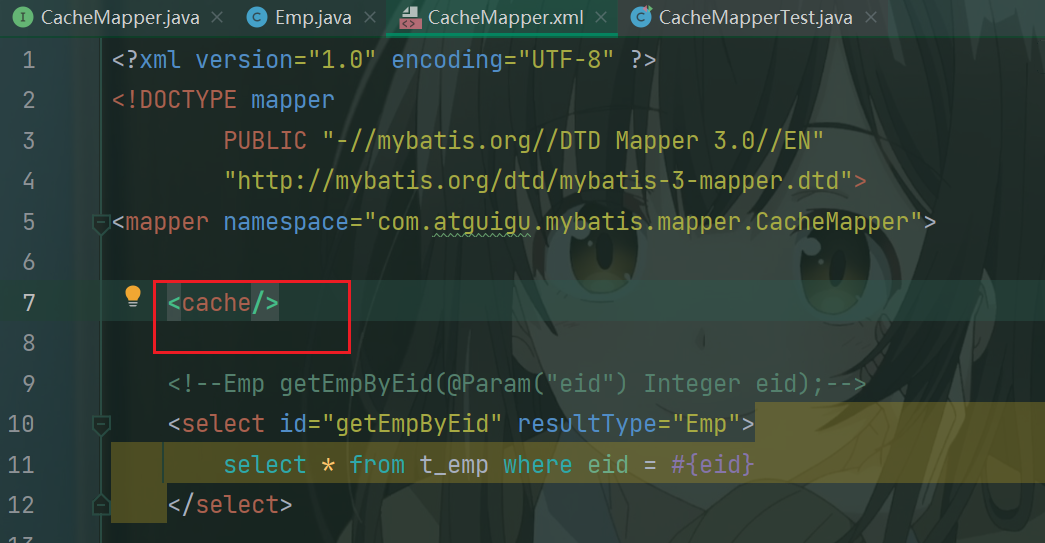 CacheMapper.java Emp.java CacheMapper.xml CacheMapperTest.java
1 <?xml version="1.0" encoding="UTF-8" ?>
2 <!DOCTYPE mapper
3 PUBLIC "-//mybatis.org//DTD Mapper 3.0//EN"
4 "http://mybatis.org/dtd/mybatis-3-mapper.dtd">
5 <mapper namespace="com.atguigu.mybatis.mapper.CacheMapper">
6
7 <cache/>
8
9 <!--Emp getEmpByEid(@Param("eid") Integer eid);-->
10 <select id="getEmpByEid" resultType="Emp">
11 select * from t_emp where eid = #{eid}
12 </select>